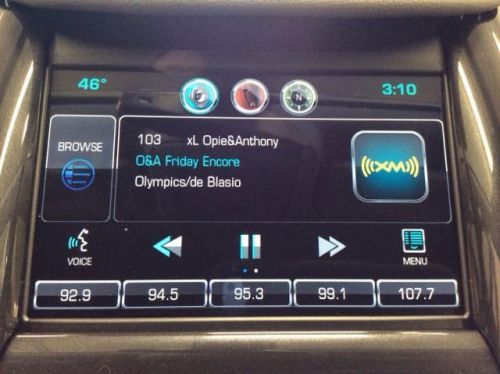 46° 3:10
N
BROWSE
103 xL Opie&Anthony
O&A Friday Encore
Olympics/de Blasio
((XM))
VOICE
MENU
92.9 94.5 95.3 99.1 107.7